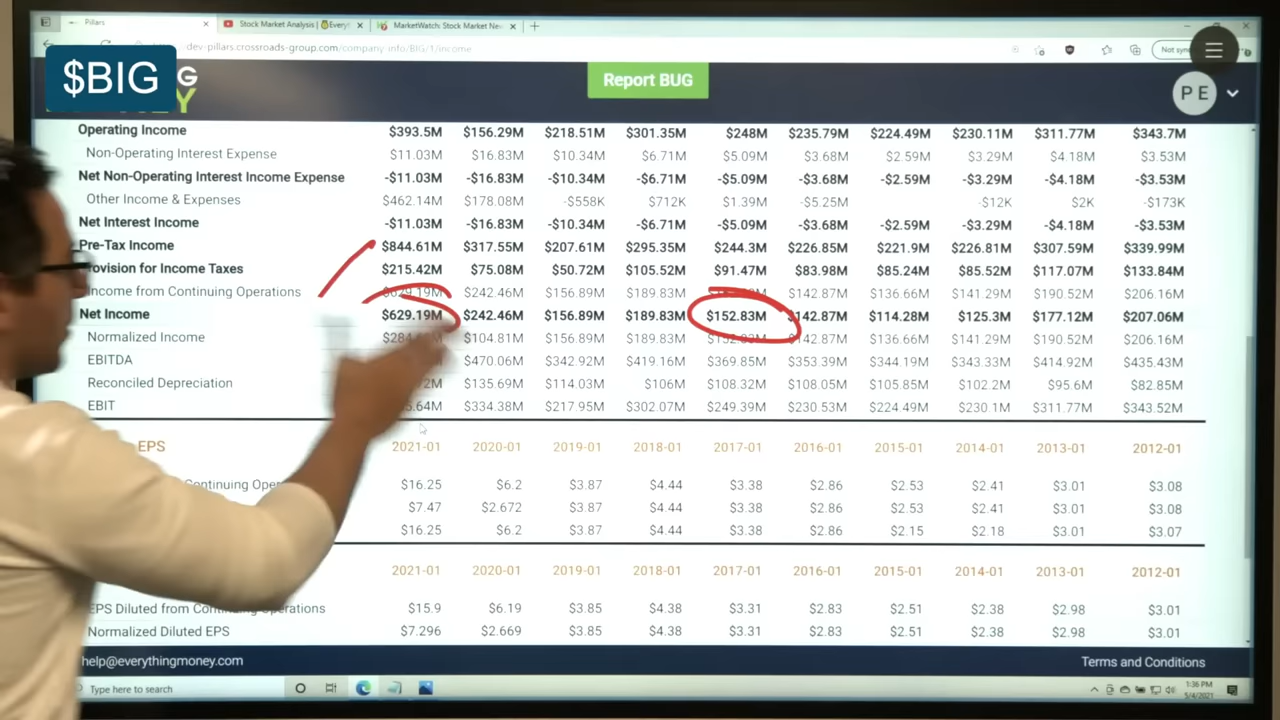 Pillars
Stock Market Analysis | Every
MarketWatch: Stock Market Ne
dev-pillars.crossroads-group.com/company-info/BIG/1/income
Not syn
$BIG
G
Y
Report BUG
P E
Operating Income $393.5M $156.29M $218.51M $301.35M $248M $235.79M $224.49M $230.11M $311.77M $343.7M
Non-Operating Interest Expense $11.03M $16.83M $10.34M $6.71M $5.09M $3.68M $2.59M $3.29M $4.18M $3.53M
Net Non-Operating Interest Income Expense -$11.03M -$16.83M -$10.34M -$6.71M -$5.09M -$3.68M -$2.59M -$3.29M -$4.18M -$3.53M
Other Income & Expenses $462.14M $178.08M -$558K $712K $1.39M -$5.25M -$12K $2K -$173K
Net Interest Income -$11.03M -$16.83M -$10.34M -$6.71M -$5.09M -$3.68M -$2.59M -$3.29M -$4.18M -$3.53M
Pre-Tax Income $844.61M $317.55M $207.61M $295.35M $244.3M $226.85M $221.9M $226.81M $307.59M $339.99M
rovision for Income Taxes $215.42M $75.08M $50.72M $105.52M $91.47M $83.98M $85.24M $85.52M $117.07M $133.84M
Income from Continuing Operations $629.19M $242.46M $156.89M $189.83M $142.87M $136.66M $141.29M $190.52M $206.16M
Net Income $629.19M $242.46M $156.89M $189.83M $152.83M $142.87M $114.28M $125.3M $177.12M $207.06M
Normalized Income $104.81M $156.89M $189.83M $152.83M $142.87M $136.66M $141.29M $190.52M $206.16M
EBITDA $470.06M $342.92M $419.16M $369.85M $353.39M $344.19M $343.33M $414.92M $435.43M
Reconciled Depreciation $135.69M $114.03M $106M $108.32M $108.05M $105.85M $102.2M $95.6M $82.85M
EBIT 5.64M $334.38M $217.95M $302.07M $249.39M $230.53M $224.49M $230.1M $311.77M $343.52M
EPS 2021-01 2020-01 2019-01 2018-01 2017-01 2016-01 2015-01 2014-01 2013-01 2012-01
ontinuing Oper $16.25 $6.2 $3.87 $4.44 $3.38 $2.86 $2.53 $2.41 $3.01 $3.08
$7.47 $2.672 $3.87 $4.44 $3.38 $2.86 $2.53 $2.41 $3.01 $3.08
$16.25 $6.2 $3.87 $4.44 $3.38 $2.86 $2.15 $2.18 $3.01 $3.07
2021-01 2020-01 2019-01 2018-01 2017-01 2016-01 2015-01 2014-01 2013-01 2012-01
EPS Diluted from Continuing Operations $15.9 $6.19 $3.85 $4.38 $3.31 $2.83 $2.51 $2.38 $2.98 $3.01
Normalized Diluted EPS $7.296 $2.669 $3.85 $4.38 $3.31 $2.83 $2.51 $2.38 $2.98 $3.01
help@everythingmoney.com
Terms and Conditions
Type here to search
1:36 PM
5/4/2021